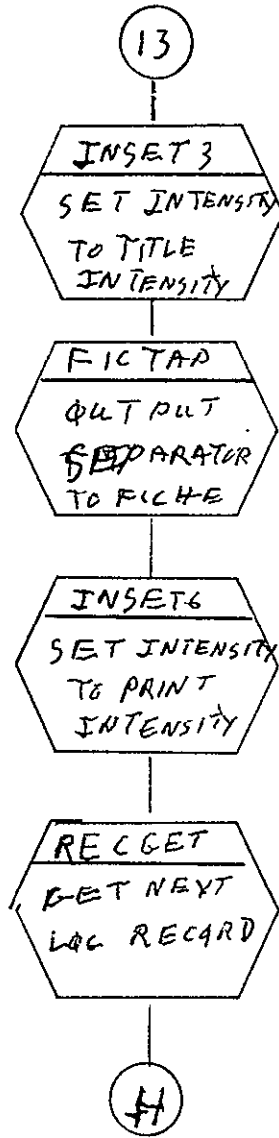 13
INSET3
SET INTENSITY
TO TITLE
INTENSITY
FICTAP
OUTPUT
SEPARATOR
TO FICHE
INSET6
SET INTENSITY
TO PRINT
INTENSITY
RECGET
GET NEXT
LOG RECORD
H